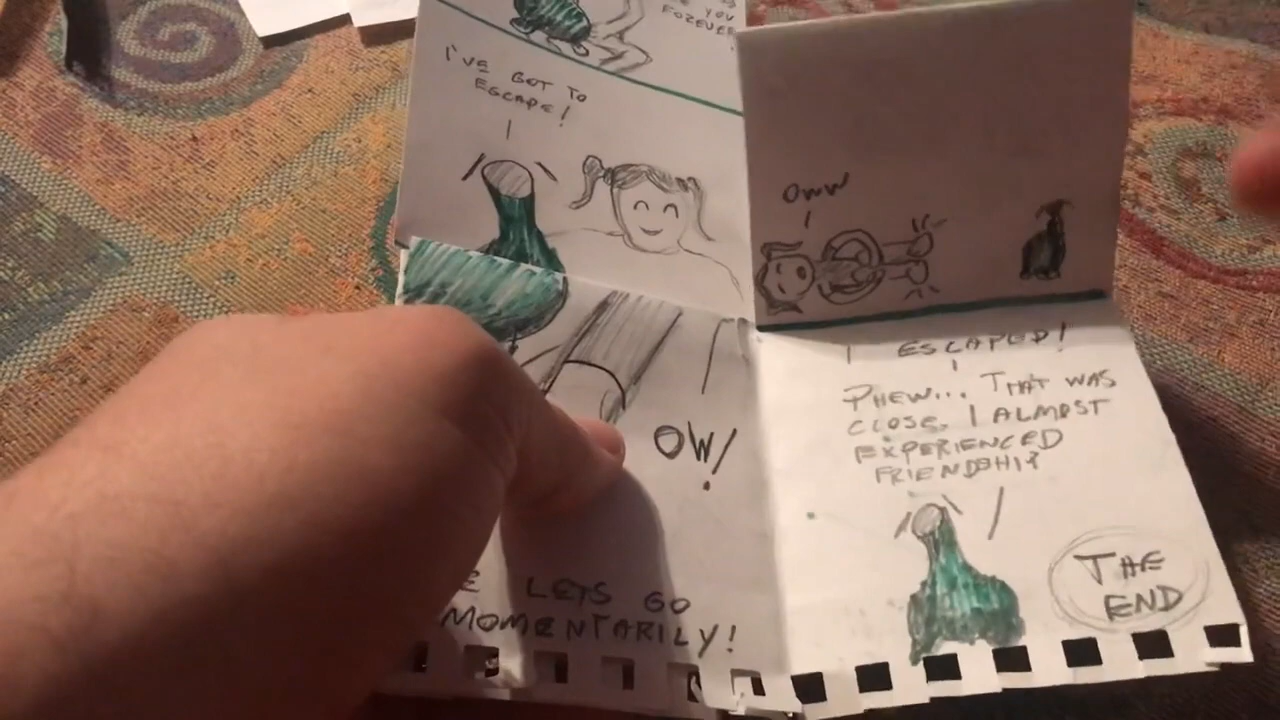 YOU
FOREVER
I'VE GOT TO
ESCAPE!
OW!
LETS GO
MOMENTARILY!
OWW
I ESCAPED!
PHEW... THAT WAS
CLOSE. I ALMOST
EXPERIENCED
FRIENDSHIP
THE
END